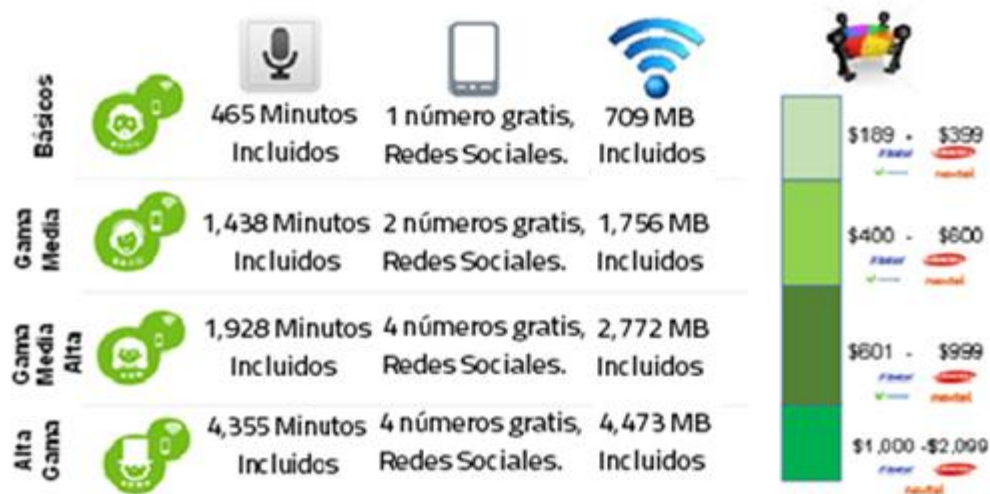 Básicos
465 Minutos
Incluidos
1 número gratis,
Redes Sociales.
709 MB
Incluidos
$189 - $399
nextel
Gama
Media
1,438 Minutos
Incluidos
2 números gratis,
Redes Sociales.
1,756 MB
Incluidos
$400 - $600
nextel
Gama
Media
Alta
1,928 Minutos
Incluidos
4 números gratis,
Redes Sociales.
2,772 MB
Incluidos
$601 - $999
nextel
Alta
Gama
4,355 Minutos
Incluidos
4 números gratis,
Redes Sociales.
4,473 MB
Incluidos
$1,000 -$2,099
nextel